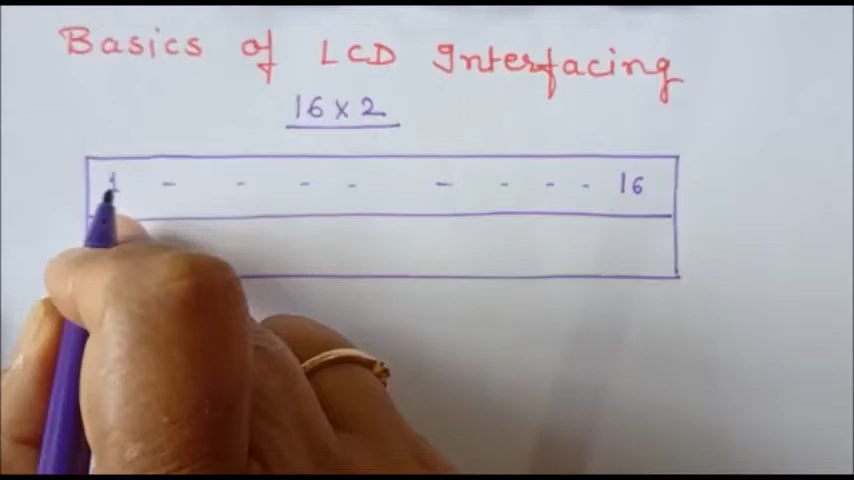 Basics of LCD Interfacing
16 x 2
1 - - - - - - - - 16